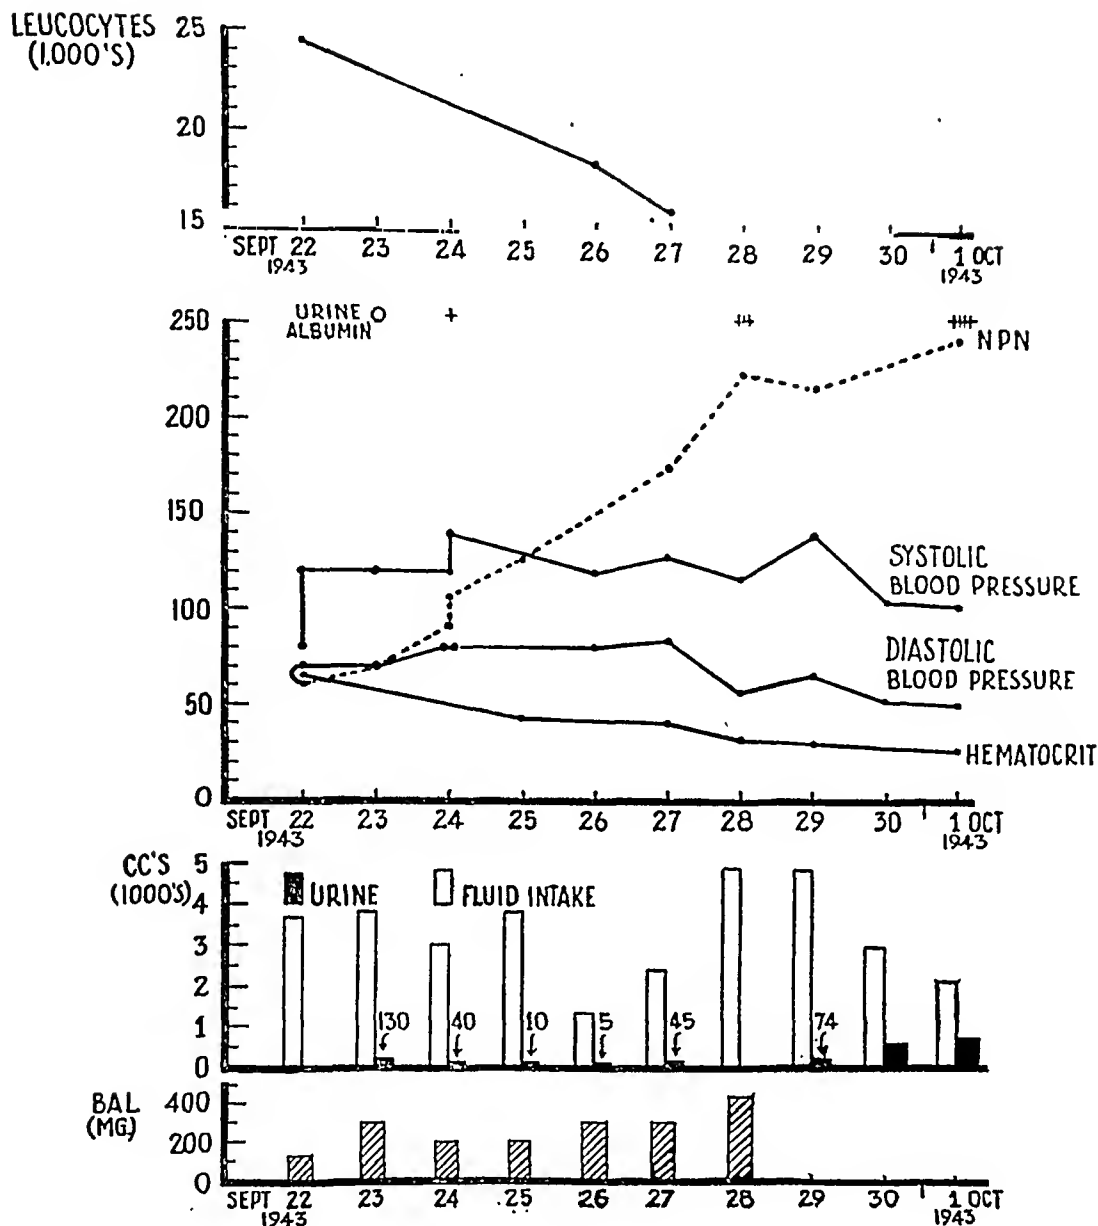 LEUCOCYTES
(1,000'S)
25
20
15
SEPT 22 23 24 25 26 27 28 29 30 1 OCT
1943 1943
URINE O + ++ ++++
ALBUMIN
NPN
250
200
150
100
50
0
SYSTOLIC
BLOOD PRESSURE
DIASTOLIC
BLOOD PRESSURE
HEMATOCRIT
SEPT 22 23 24 25 26 27 28 29 30 1 OCT
1943 1943
CC'S
(1000'S)
5
4
3
2
1
0
URINE FLUID INTAKE
130 40 10 5 45 74
BAL
(MG.)
400
200
0
SEPT 22 23 24 25 26 27 28 29 30 1 OCT
1943 1943